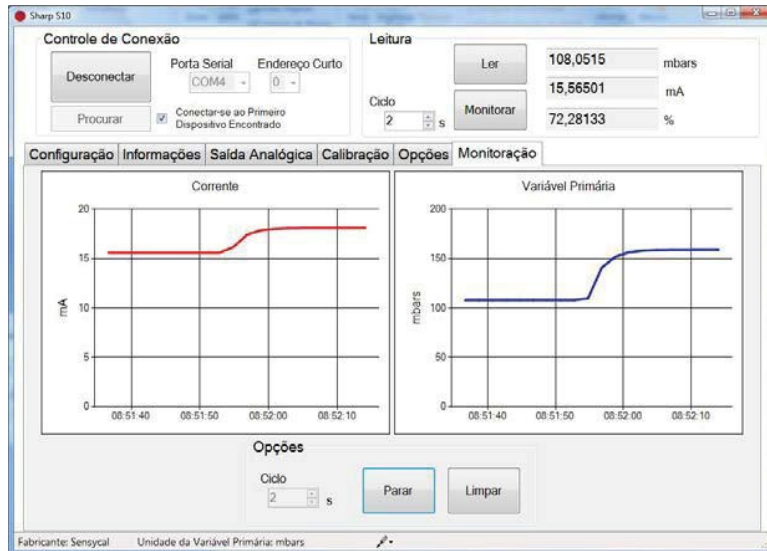 Sharp S10
Controle de Conexão
Desconectar
Porta Serial
COM4
Endereço Curto
0
Procurar
Conectar-se ao Primeiro
Dispositivo Encontrado
Leitura
Ler
108,0515
mbars
15,56501
mA
Ciclo
2
s
Monitorar
72,28133
%
Configuração
Informações
Saída Analógica
Calibração
Opções
Monitoração
Corrente
20
15
10
5
0
mA
08:51:40
08:51:50
08:52:00
08:52:10
Variável Primária
200
150
100
50
0
mbars
08:51:40
08:51:50
08:52:00
08:52:10
Opções
Ciclo
2
s
Parar
Limpar
Fabricante: Sensycal
Unidade da Variável Primária: mbars